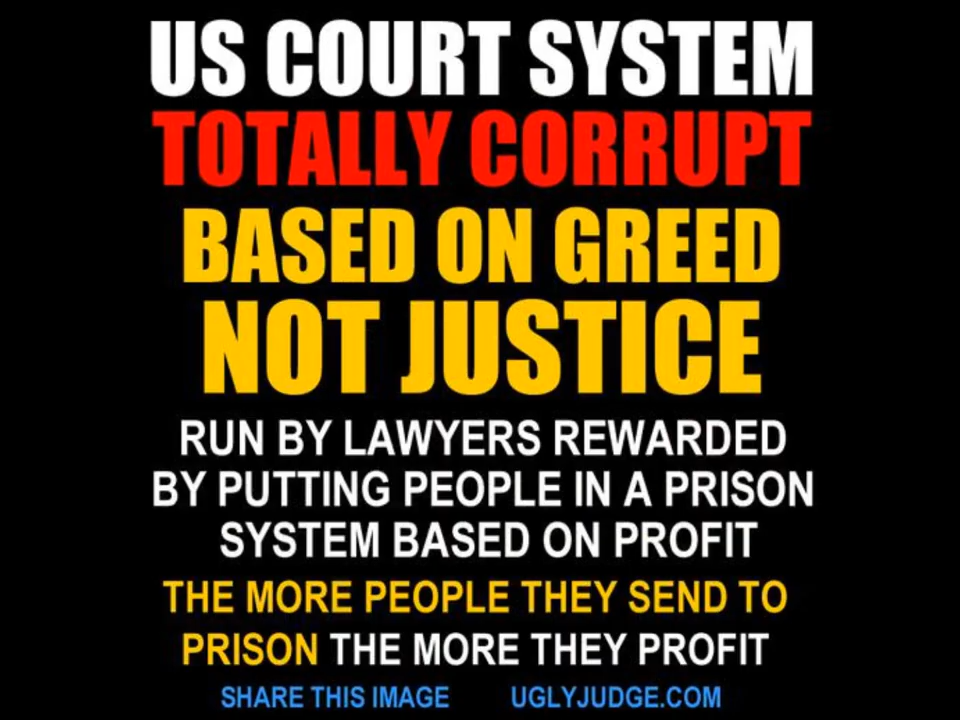 US COURT SYSTEM
TOTALLY CORRUPT
BASED ON GREED
NOT JUSTICE
RUN BY LAWYERS REWARDED
BY PUTTING PEOPLE IN A PRISON
SYSTEM BASED ON PROFIT
THE MORE PEOPLE THEY SEND TO
PRISON THE MORE THEY PROFIT
SHARE THIS IMAGE UGLYJUDGE.COM